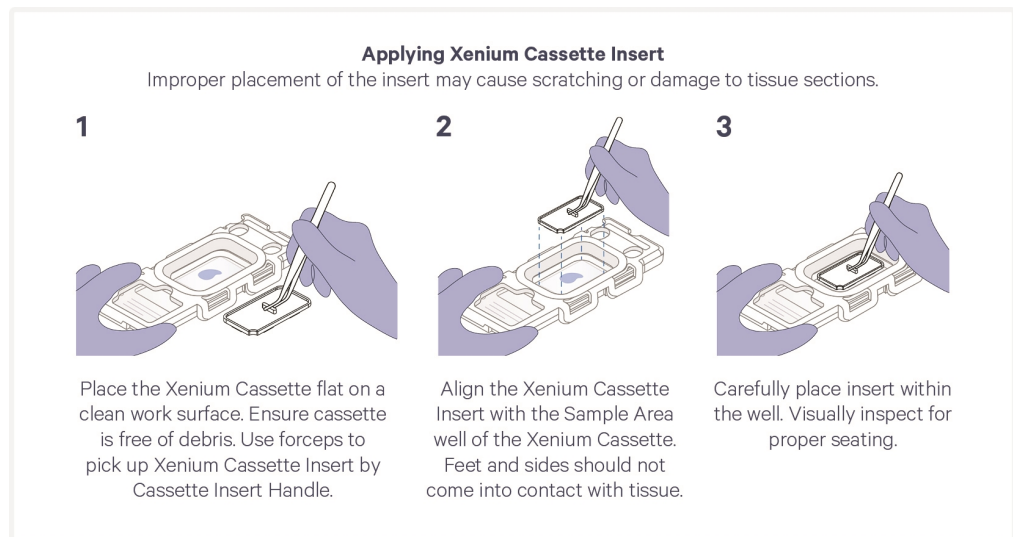 Applying Xenium Cassette Insert
Improper placement of the insert may cause scratching or damage to tissue sections.
1
Place the Xenium Cassette flat on a
clean work surface. Ensure cassette
is free of debris. Use forceps to
pick up Xenium Cassette Insert by
Cassette Insert Handle.
2
Align the Xenium Cassette
Insert with the Sample Area
well of the Xenium Cassette.
Feet and sides should not
come into contact with tissue.
3
Carefully place insert within
the well. Visually inspect for
proper seating.